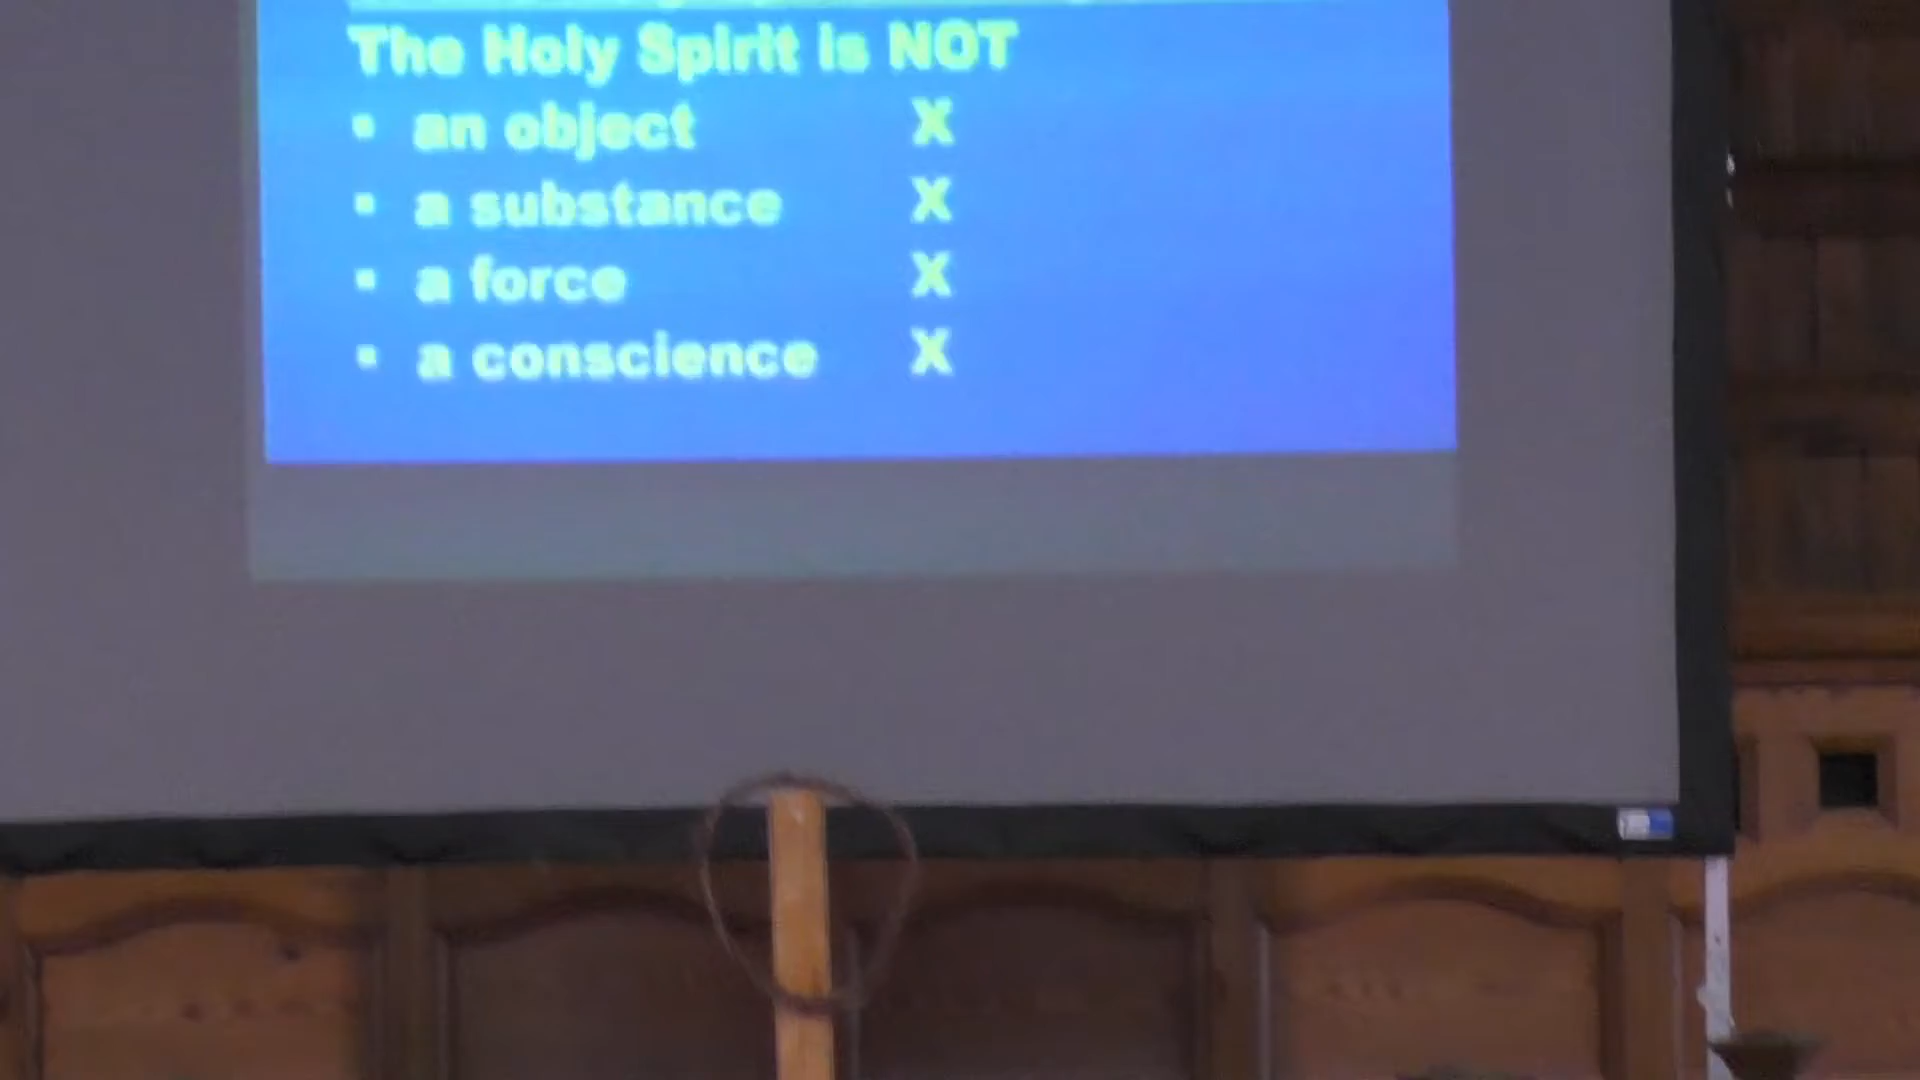 The Holy Spirit is NOT
▪ an object X
▪ a substance X
▪ a force X
▪ a conscience X